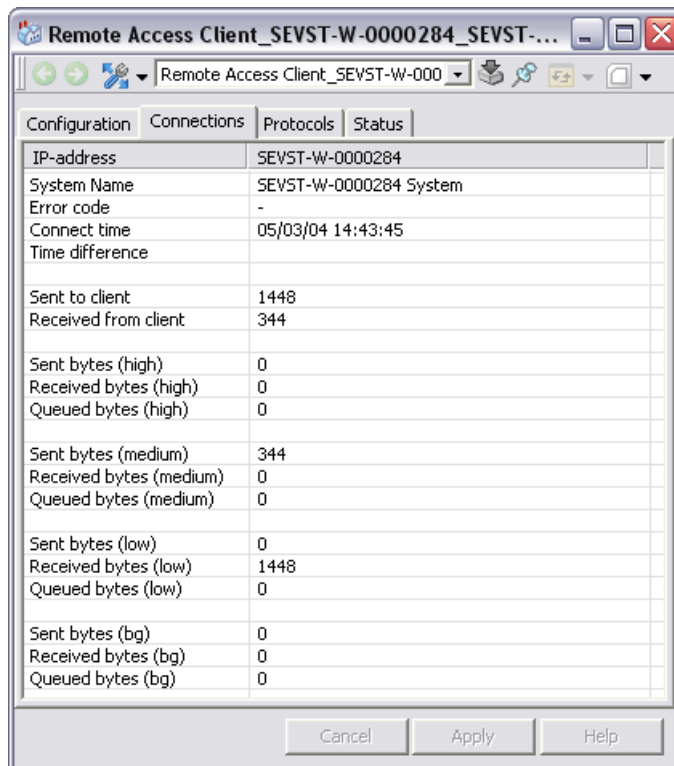 Remote Access Client_SEVST-W-0000284_SEVST-...
Remote Access Client_SEVST-W-000
Configuration Connections Protocols Status
IP-address SEVST-W-0000284
System Name SEVST-W-0000284 System
Error code -
Connect time 05/03/04 14:43:45
Time difference
Sent to client 1448
Received from client 344
Sent bytes (high) 0
Received bytes (high) 0
Queued bytes (high) 0
Sent bytes (medium) 344
Received bytes (medium) 0
Queued bytes (medium) 0
Sent bytes (low) 0
Received bytes (low) 1448
Queued bytes (low) 0
Sent bytes (bg) 0
Received bytes (bg) 0
Queued bytes (bg) 0
Cancel Apply Help